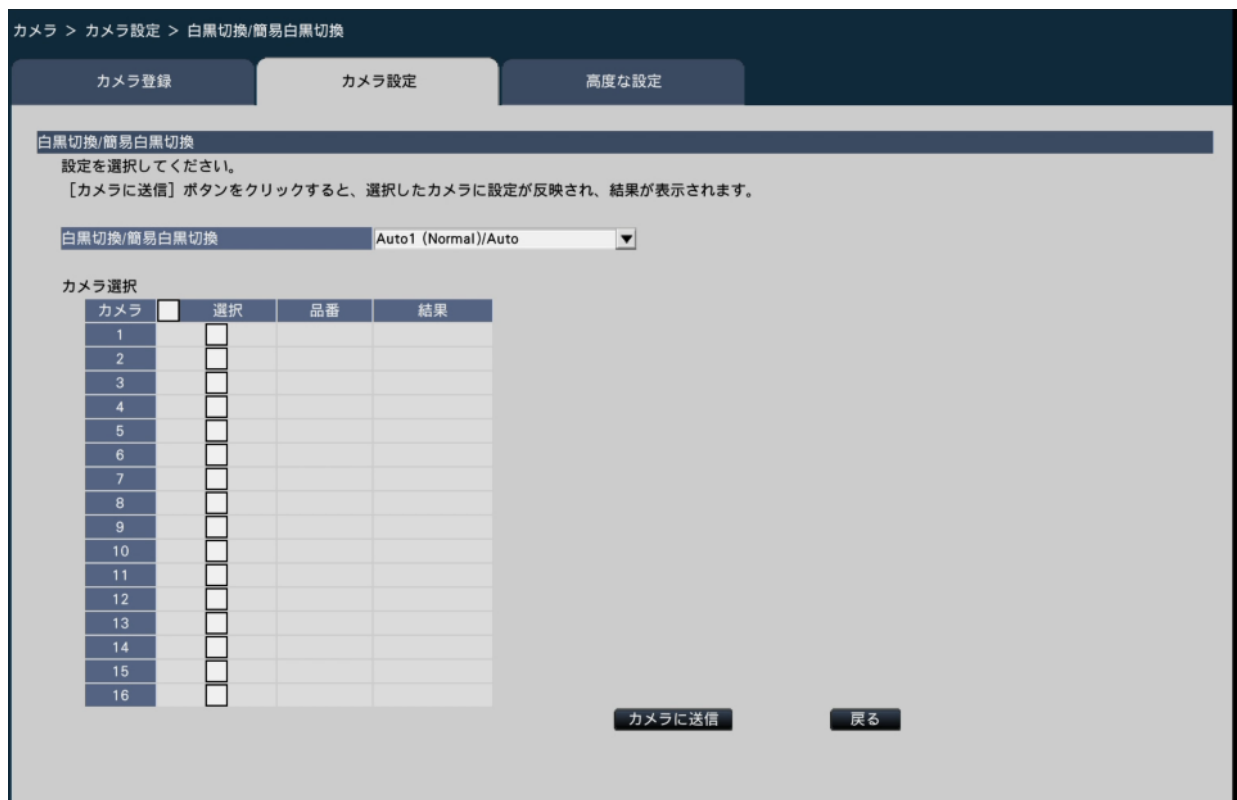 カメラ > カメラ設定 > 白黒切換/簡易白黒切換
カメラ登録 カメラ設定 高度な設定
白黒切換/簡易白黒切換
設定を選択してください。
［カメラに送信］ボタンをクリックすると、選択したカメラに設定が反映され、結果が表示されます。
白黒切換/簡易白黒切換 Auto1 (Normal)/Auto
カメラ選択
カメラ 選択 品番 結果
1
2
3
4
5
6
7
8
9
10
11
12
13
14
15
16
カメラに送信 戻る